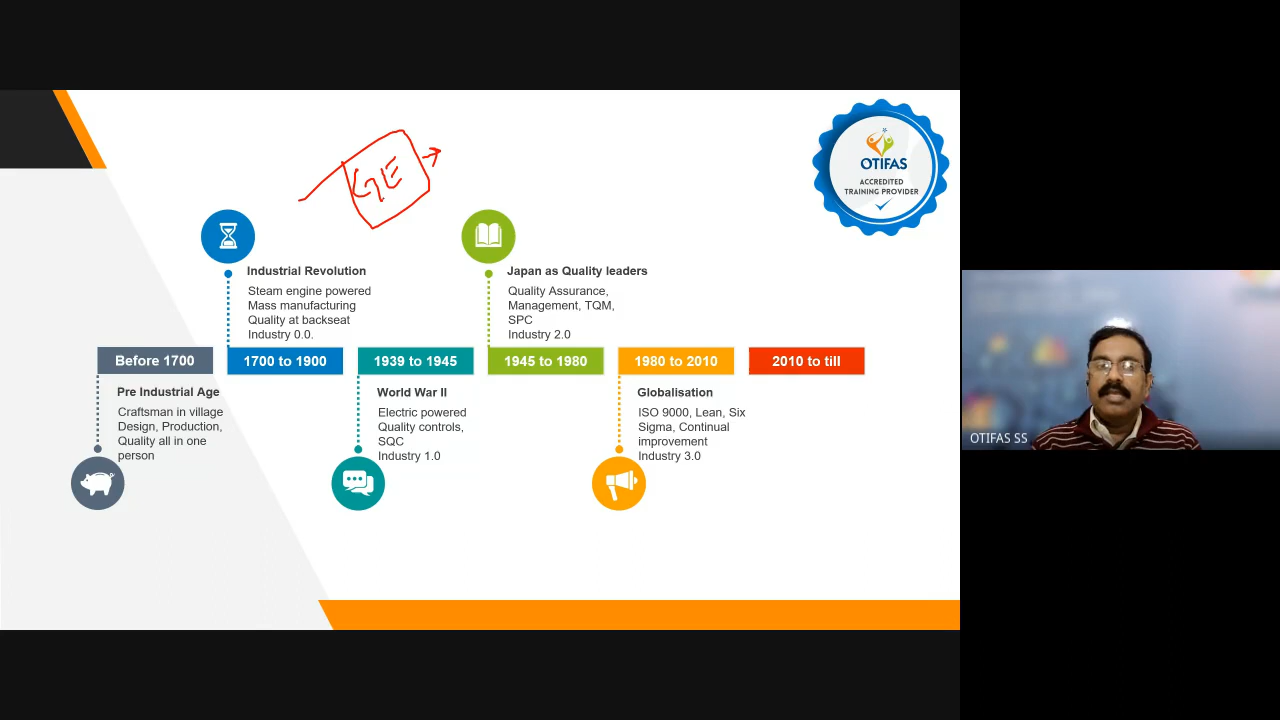 GE
OTIFAS
ACCREDITED
TRAINING PROVIDER
Industrial Revolution
Steam engine powered
Mass manufacturing
Quality at backseat
Industry 0.0.
Japan as Quality leaders
Quality Assurance,
Management, TQM,
SPC
Industry 2.0
Before 1700
1700 to 1900
1939 to 1945
1945 to 1980
1980 to 2010
2010 to till
Pre Industrial Age
Craftsman in village
Design, Production,
Quality all in one
person
World War II
Electric powered
Quality controls,
SQC
Industry 1.0
Globalisation
ISO 9000, Lean, Six
Sigma, Continual
improvement
Industry 3.0
OTIFAS SS